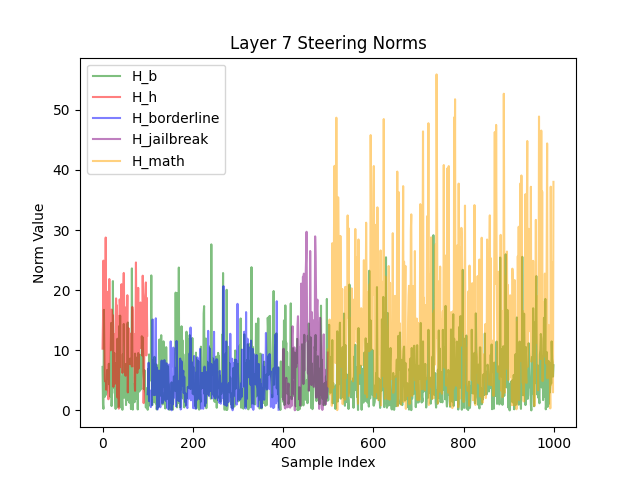 Layer 7 Steering Norms
H_b
H_h
H_borderline
H_jailbreak
H_math
Norm Value
50
40
30
20
10
0
0 200 400 600 800 1000
Sample Index